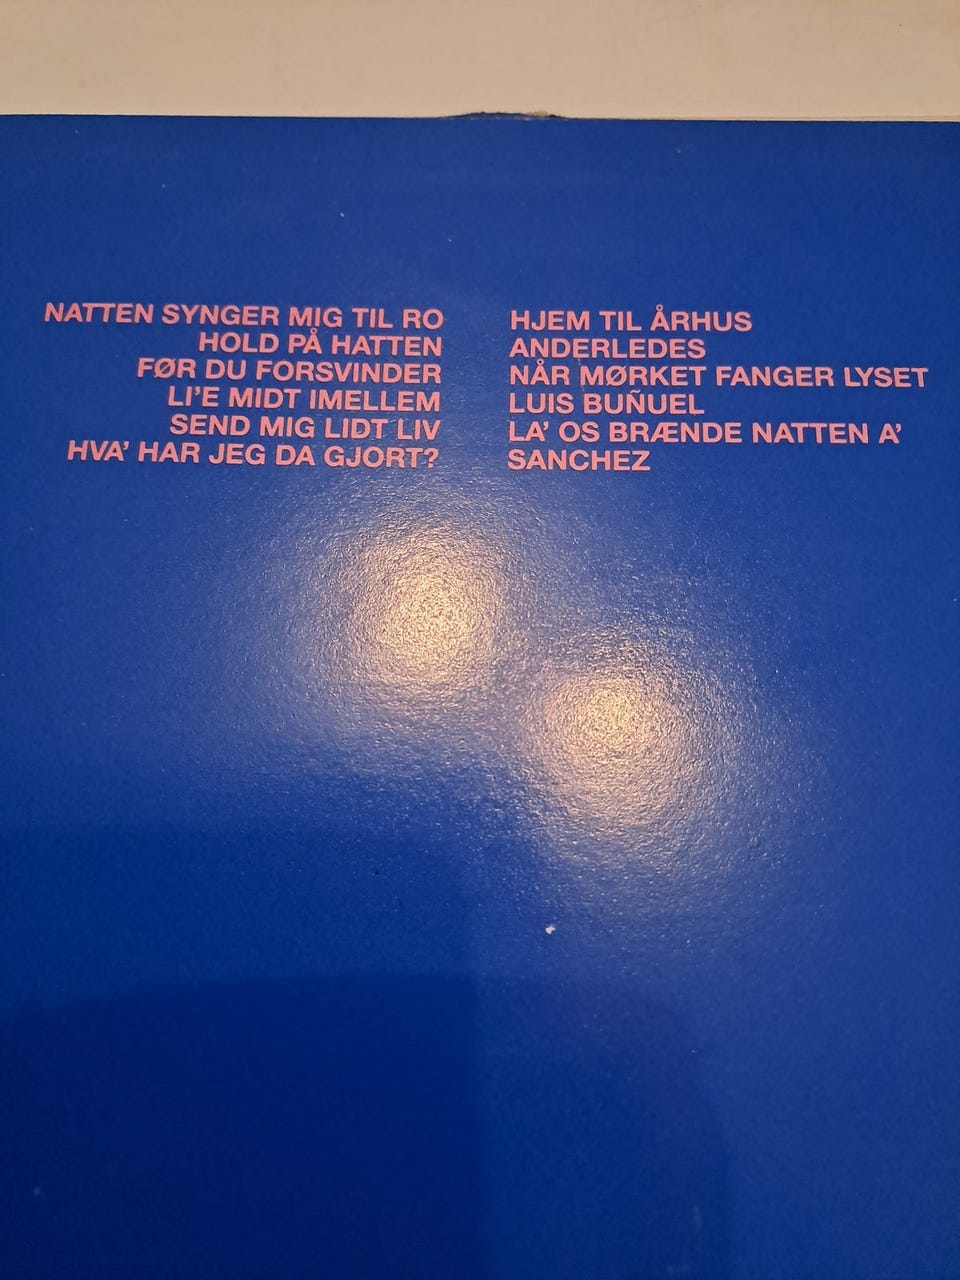 NATTEN SYNGER MIG TIL RO
HOLD PÅ HATTEN
FØR DU FORSVINDER
LI'E MIDT IMELLEM
SEND MIG LIDT LIV
HVA' HAR JEG DA GJORT?
HJEM TIL ÅRHUS
ANDERLEDES
NÅR MØRKET FANGER LYSET
LUIS BUÑUEL
LA' OS BRÆNDE NATTEN A'
SANCHEZ